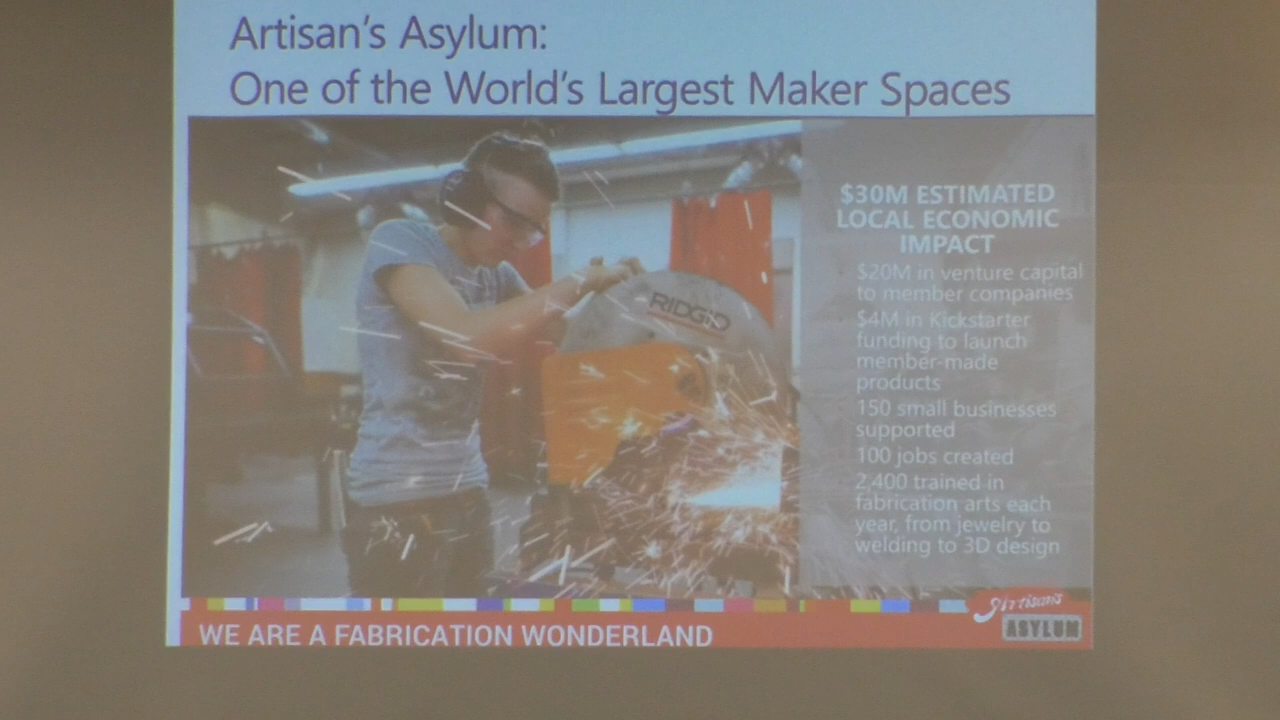 Artisan's Asylum:
One of the World's Largest Maker Spaces
RIDGID
$30M ESTIMATED
LOCAL ECONOMIC
IMPACT
$20M in venture capital
to member companies
$4M in Kickstarter
funding to launch
member-made
products
150 small businesses
supported
100 jobs created
2,400 trained in
fabrication arts each
year, from jewelry to
welding to 3D design
WE ARE A FABRICATION WONDERLAND
Artisan's
ASYLUM